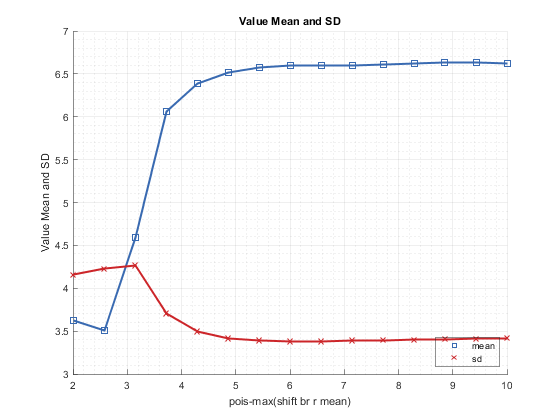 Value Mean and SD
Value Mean and SD
7
6.5
6
5.5
5
4.5
4
3.5
3
2 3 4 5 6 7 8 9 10
pois-max(shift br r mean)
mean
sd